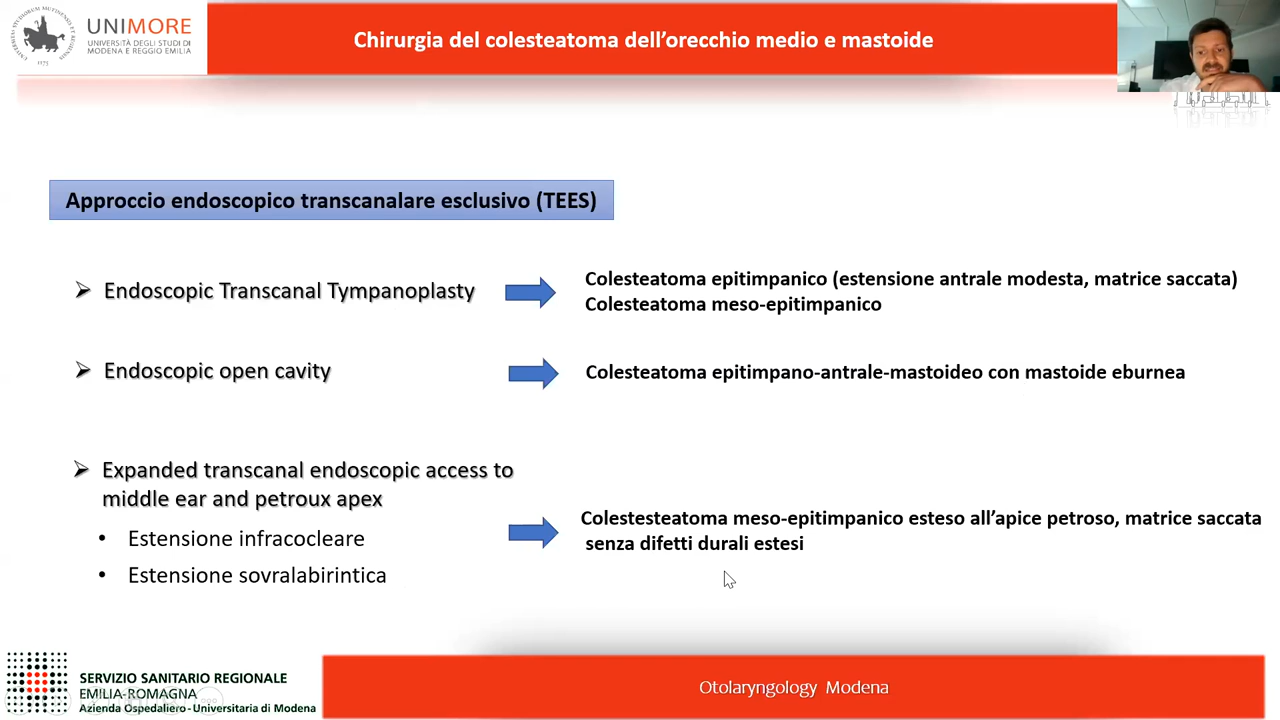 UNIMORE
UNIVERSITÀ DEGLI STUDI DI
MODENA E REGGIO EMILIA
1175
Chirurgia del colesteatoma dell'orecchio medio e mastoide
Approccio endoscopico transcanalare esclusivo (TEES)
Endoscopic Transcanal Tympanoplasty
Colesteatoma epitimpanico (estensione antrale modesta, matrice saccata)
Colesteatoma meso-epitimpanico
Endoscopic open cavity
Colesteatoma epitimpano-antrale-mastoideo con mastoide eburnea
Expanded transcanal endoscopic access to
middle ear and petroux apex
• Estensione infracocleare
• Estensione sovralabirintica
Colestesteatoma meso-epitimpanico esteso all'apice petroso, matrice saccata
senza difetti durali estesi
SERVIZIO SANITARIO REGIONALE
EMILIA-ROMAGNA
Azienda Ospedaliero - Universitaria di Modena
Otolaryngology Modena